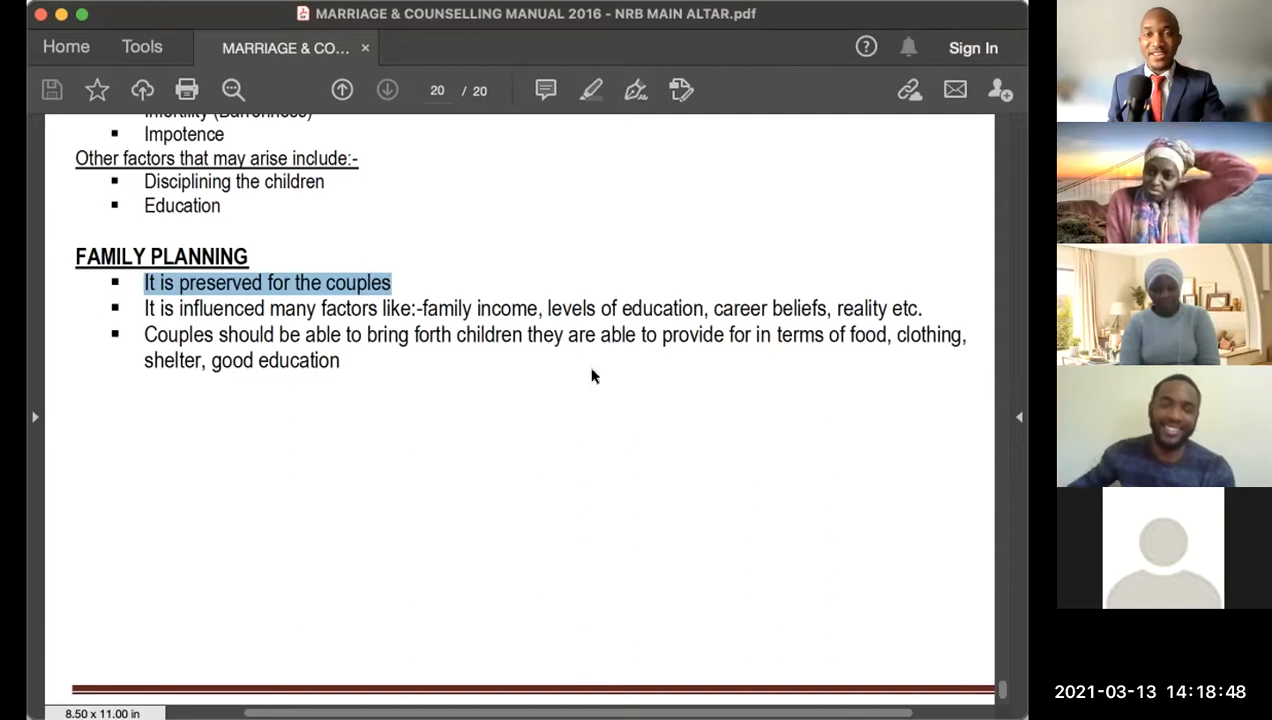 MARRIAGE & COUNSELLING MANUAL 2016 - NRB MAIN ALTAR.pdf
Home Tools MARRIAGE & CO... × Sign In
20 / 20
Infertility (Barrenness)
▪ Impotence
Other factors that may arise include:-
▪ Disciplining the children
▪ Education
FAMILY PLANNING
▪ It is preserved for the couples
▪ It is influenced many factors like:-family income, levels of education, career beliefs, reality etc.
▪ Couples should be able to bring forth children they are able to provide for in terms of food, clothing,
shelter, good education
8.50 x 11.00 in
2021-03-13 14:18:48